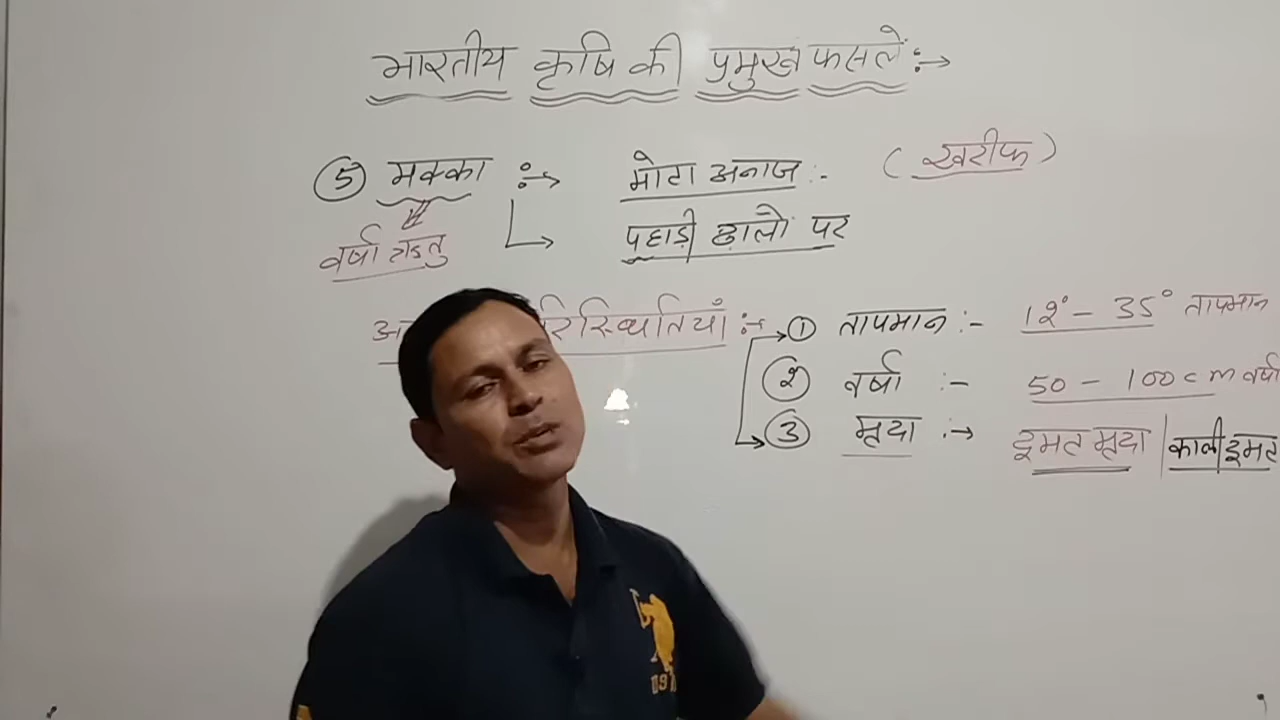 भारतीय कृषि की प्रमुख फसलें :→
⑤ मक्का :→ मोटा अनाज :- (खरीफ)
वर्षा ऋतु → पहाड़ी ढ़ालों पर
परिस्थितियाँ :→ ① तापमान :- 12° - 35° तापमान
② वर्षा :- 50 - 100 cm वर्षा
③ मृदा :→ दूमट मृदा | काली दूमट